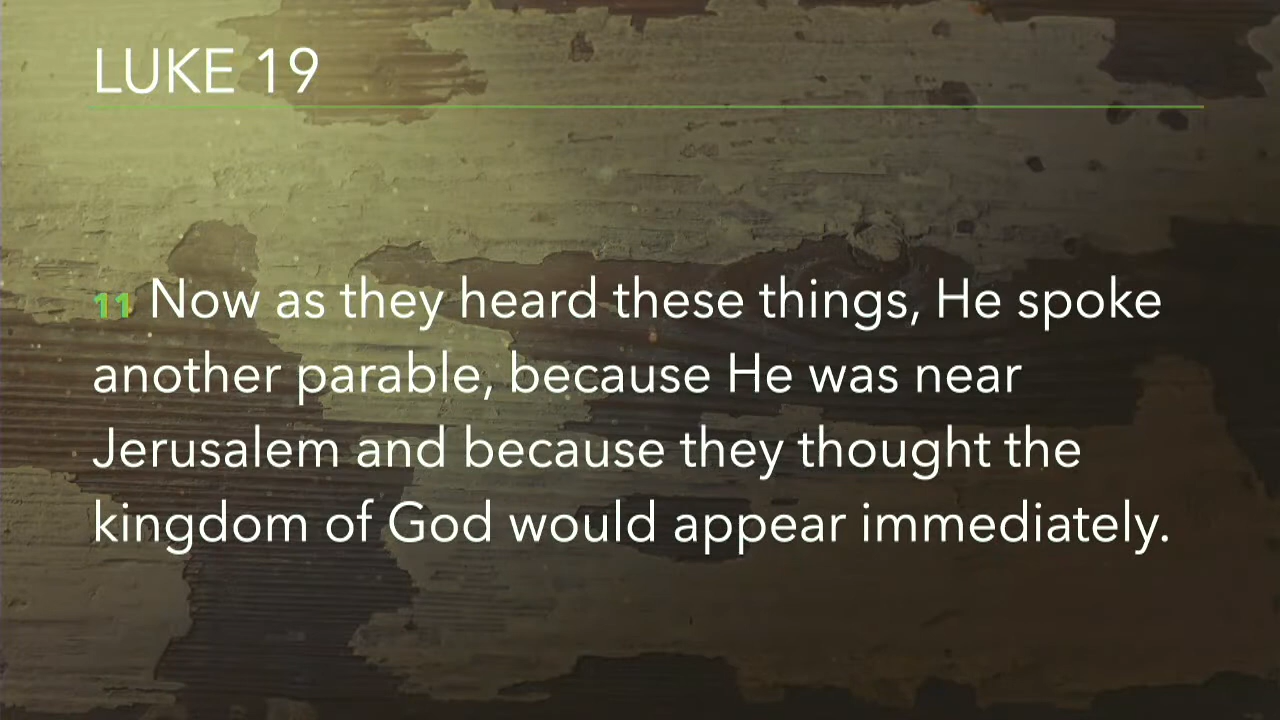 LUKE 19
11 Now as they heard these things, He spoke
another parable, because He was near
Jerusalem and because they thought the
kingdom of God would appear immediately.